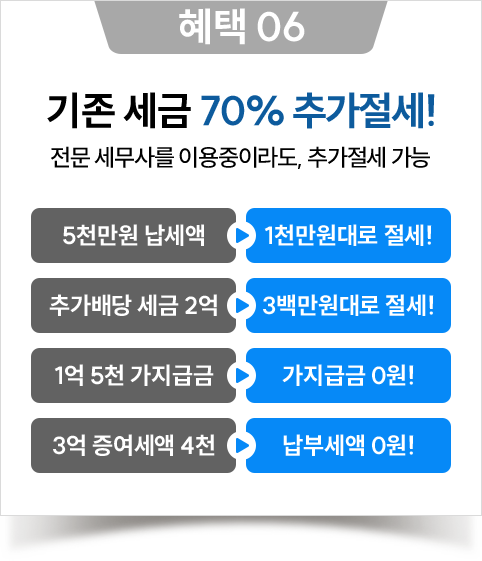 혜택 06
기존 세금 70% 추가절세!
전문 세무사를 이용중이라도, 추가절세 가능
5천만원 납세액 1천만원대로 절세!
추가배당 세금 2억 3백만원대로 절세!
1억 5천 가지급금 가지급금 0원!
3억 증여세액 4천 납부세액 0원!